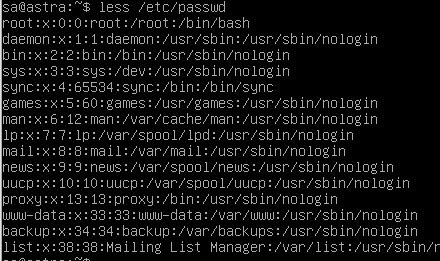 sa@astra:~$ less /etc/passwd
root:x:0:0:root:/root:/bin/bash
daemon:x:1:1:daemon:/usr/sbin:/usr/sbin/nologin
bin:x:2:2:bin:/bin:/usr/sbin/nologin
sys:x:3:3:sys:/dev:/usr/sbin/nologin
sync:x:4:65534:sync:/bin:/bin/sync
games:x:5:60:games:/usr/games:/usr/sbin/nologin
man:x:6:12:man:/var/cache/man:/usr/sbin/nologin
lp:x:7:7:lp:/var/spool/lpd:/usr/sbin/nologin
mail:x:8:8:mail:/var/mail:/usr/sbin/nologin
news:x:9:9:news:/var/spool/news:/usr/sbin/nologin
uucp:x:10:10:uucp:/var/spool/uucp:/usr/sbin/nologin
proxy:x:13:13:proxy:/bin:/usr/sbin/nologin
www-data:x:33:33:www-data:/var/www:/usr/sbin/nologin
backup:x:34:34:backup:/var/backups:/usr/sbin/nologin
list:x:38:38:Mailing List Manager:/var/list:/usr/sbin/n
sa@astra:~$